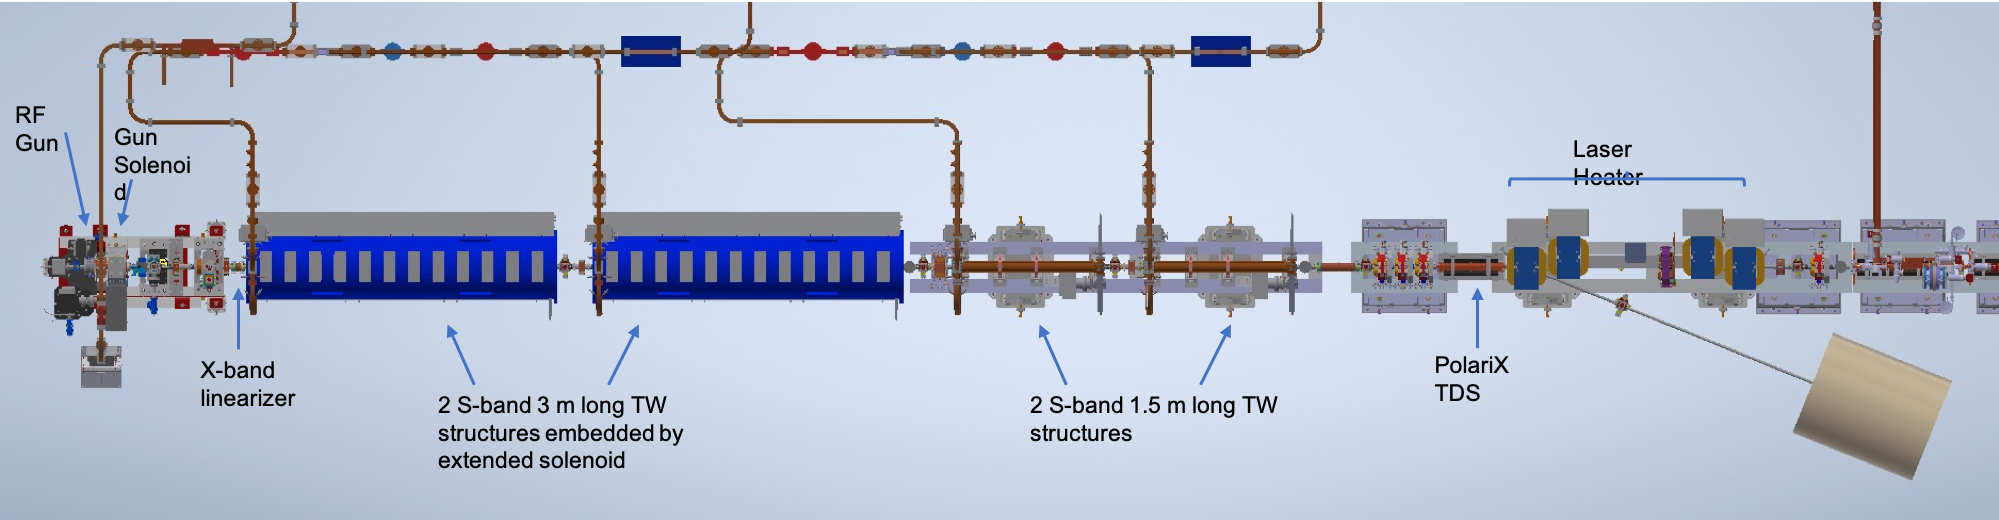 RF
Gun
Gun
Solenoi
d
Laser
Heater
X-band
linearizer
2 S-band 3 m long TW
structures embedded by
extended solenoid
2 S-band 1.5 m long TW
structures
PolariX
TDS